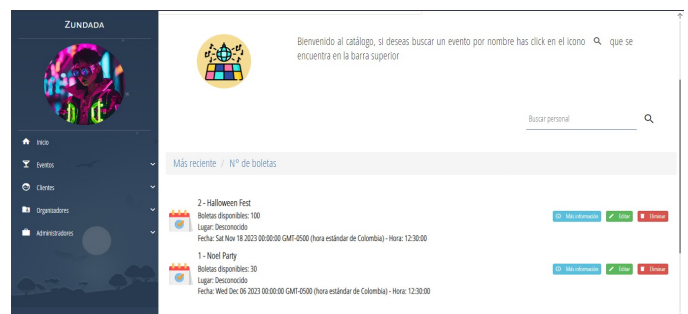 ZUNDADA
Bienvenido al catálogo, si deseas buscar un evento por nombre has click en el icono que se
encuentra en la barra superior
Buscar personal
Inicio
Eventos
Clientes
Organizadores
Administradores
Más reciente / N° de boletas
2 - Halloween Fest
Boletas disponibles: 100
Lugar: Desconocido
Fecha: Sat Nov 18 2023 00:00:00 GMT-0500 (hora estándar de Colombia) - Hora: 12:30:00
Más información Editar Eliminar
1 - Noel Party
Boletas disponibles: 30
Lugar: Desconocido
Fecha: Wed Dec 06 2023 00:00:00 GMT-0500 (hora estándar de Colombia) - Hora: 12:30:00
Más información Editar Eliminar